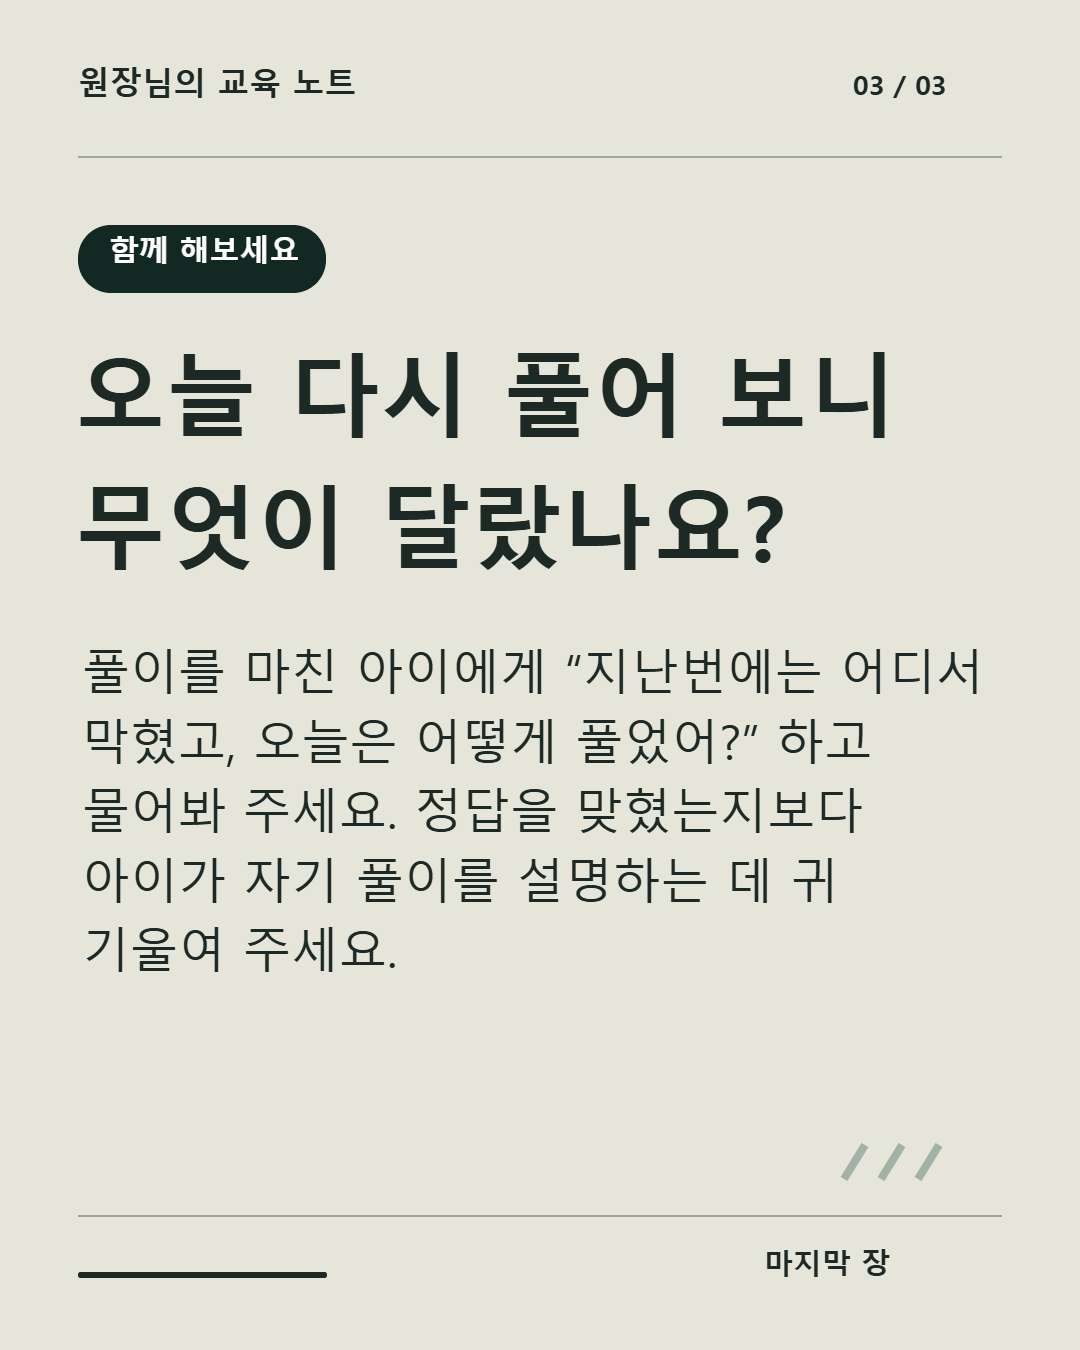 원장님의 교육 노트
03 / 03
함께 해보세요
오늘 다시 풀어 보니
무엇이 달랐나요?
풀이를 마친 아이에게 “지난번에는 어디서
막혔고, 오늘은 어떻게 풀었어?” 하고
물어봐 주세요. 정답을 맞혔는지보다
아이가 자기 풀이를 설명하는 데 귀
기울여 주세요.
마지막 장